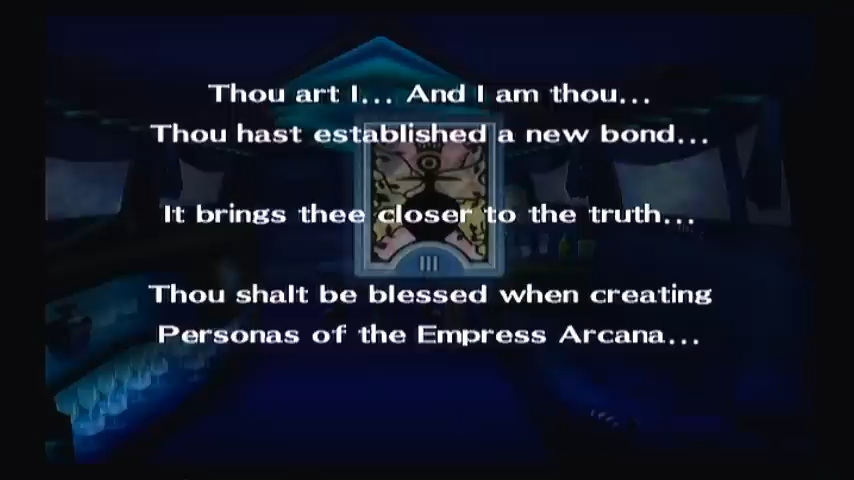 Thou art I... And I am thou...
Thou hast established a new bond...
It brings thee closer to the truth...
III
Thou shalt be blessed when creating
Personas of the Empress Arcana...